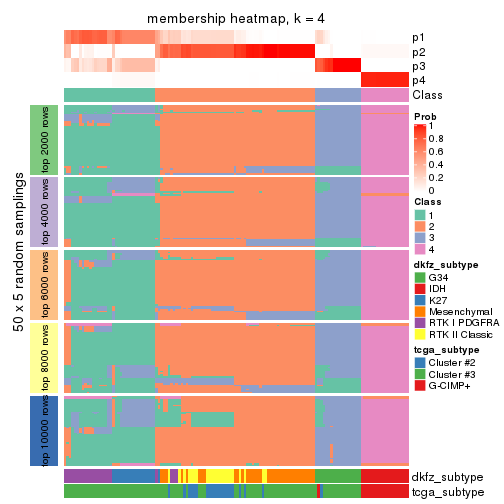 membership heatmap, k = 4
p1
p2
p3
p4
Class
50 x 5 random samplings
top 2000 rows
top 4000 rows
top 6000 rows
top 8000 rows
top 10000 rows
Prob
1
0.8
0.6
0.4
0.2
0
Class
1
2
3
4
dkfz_subtype
G34
IDH
K27
Mesenchymal
RTK I PDGFRA
RTK II Classic
tcga_subtype
Cluster #2
Cluster #3
G-CIMP+
dkfz_subtype
tcga_subtype